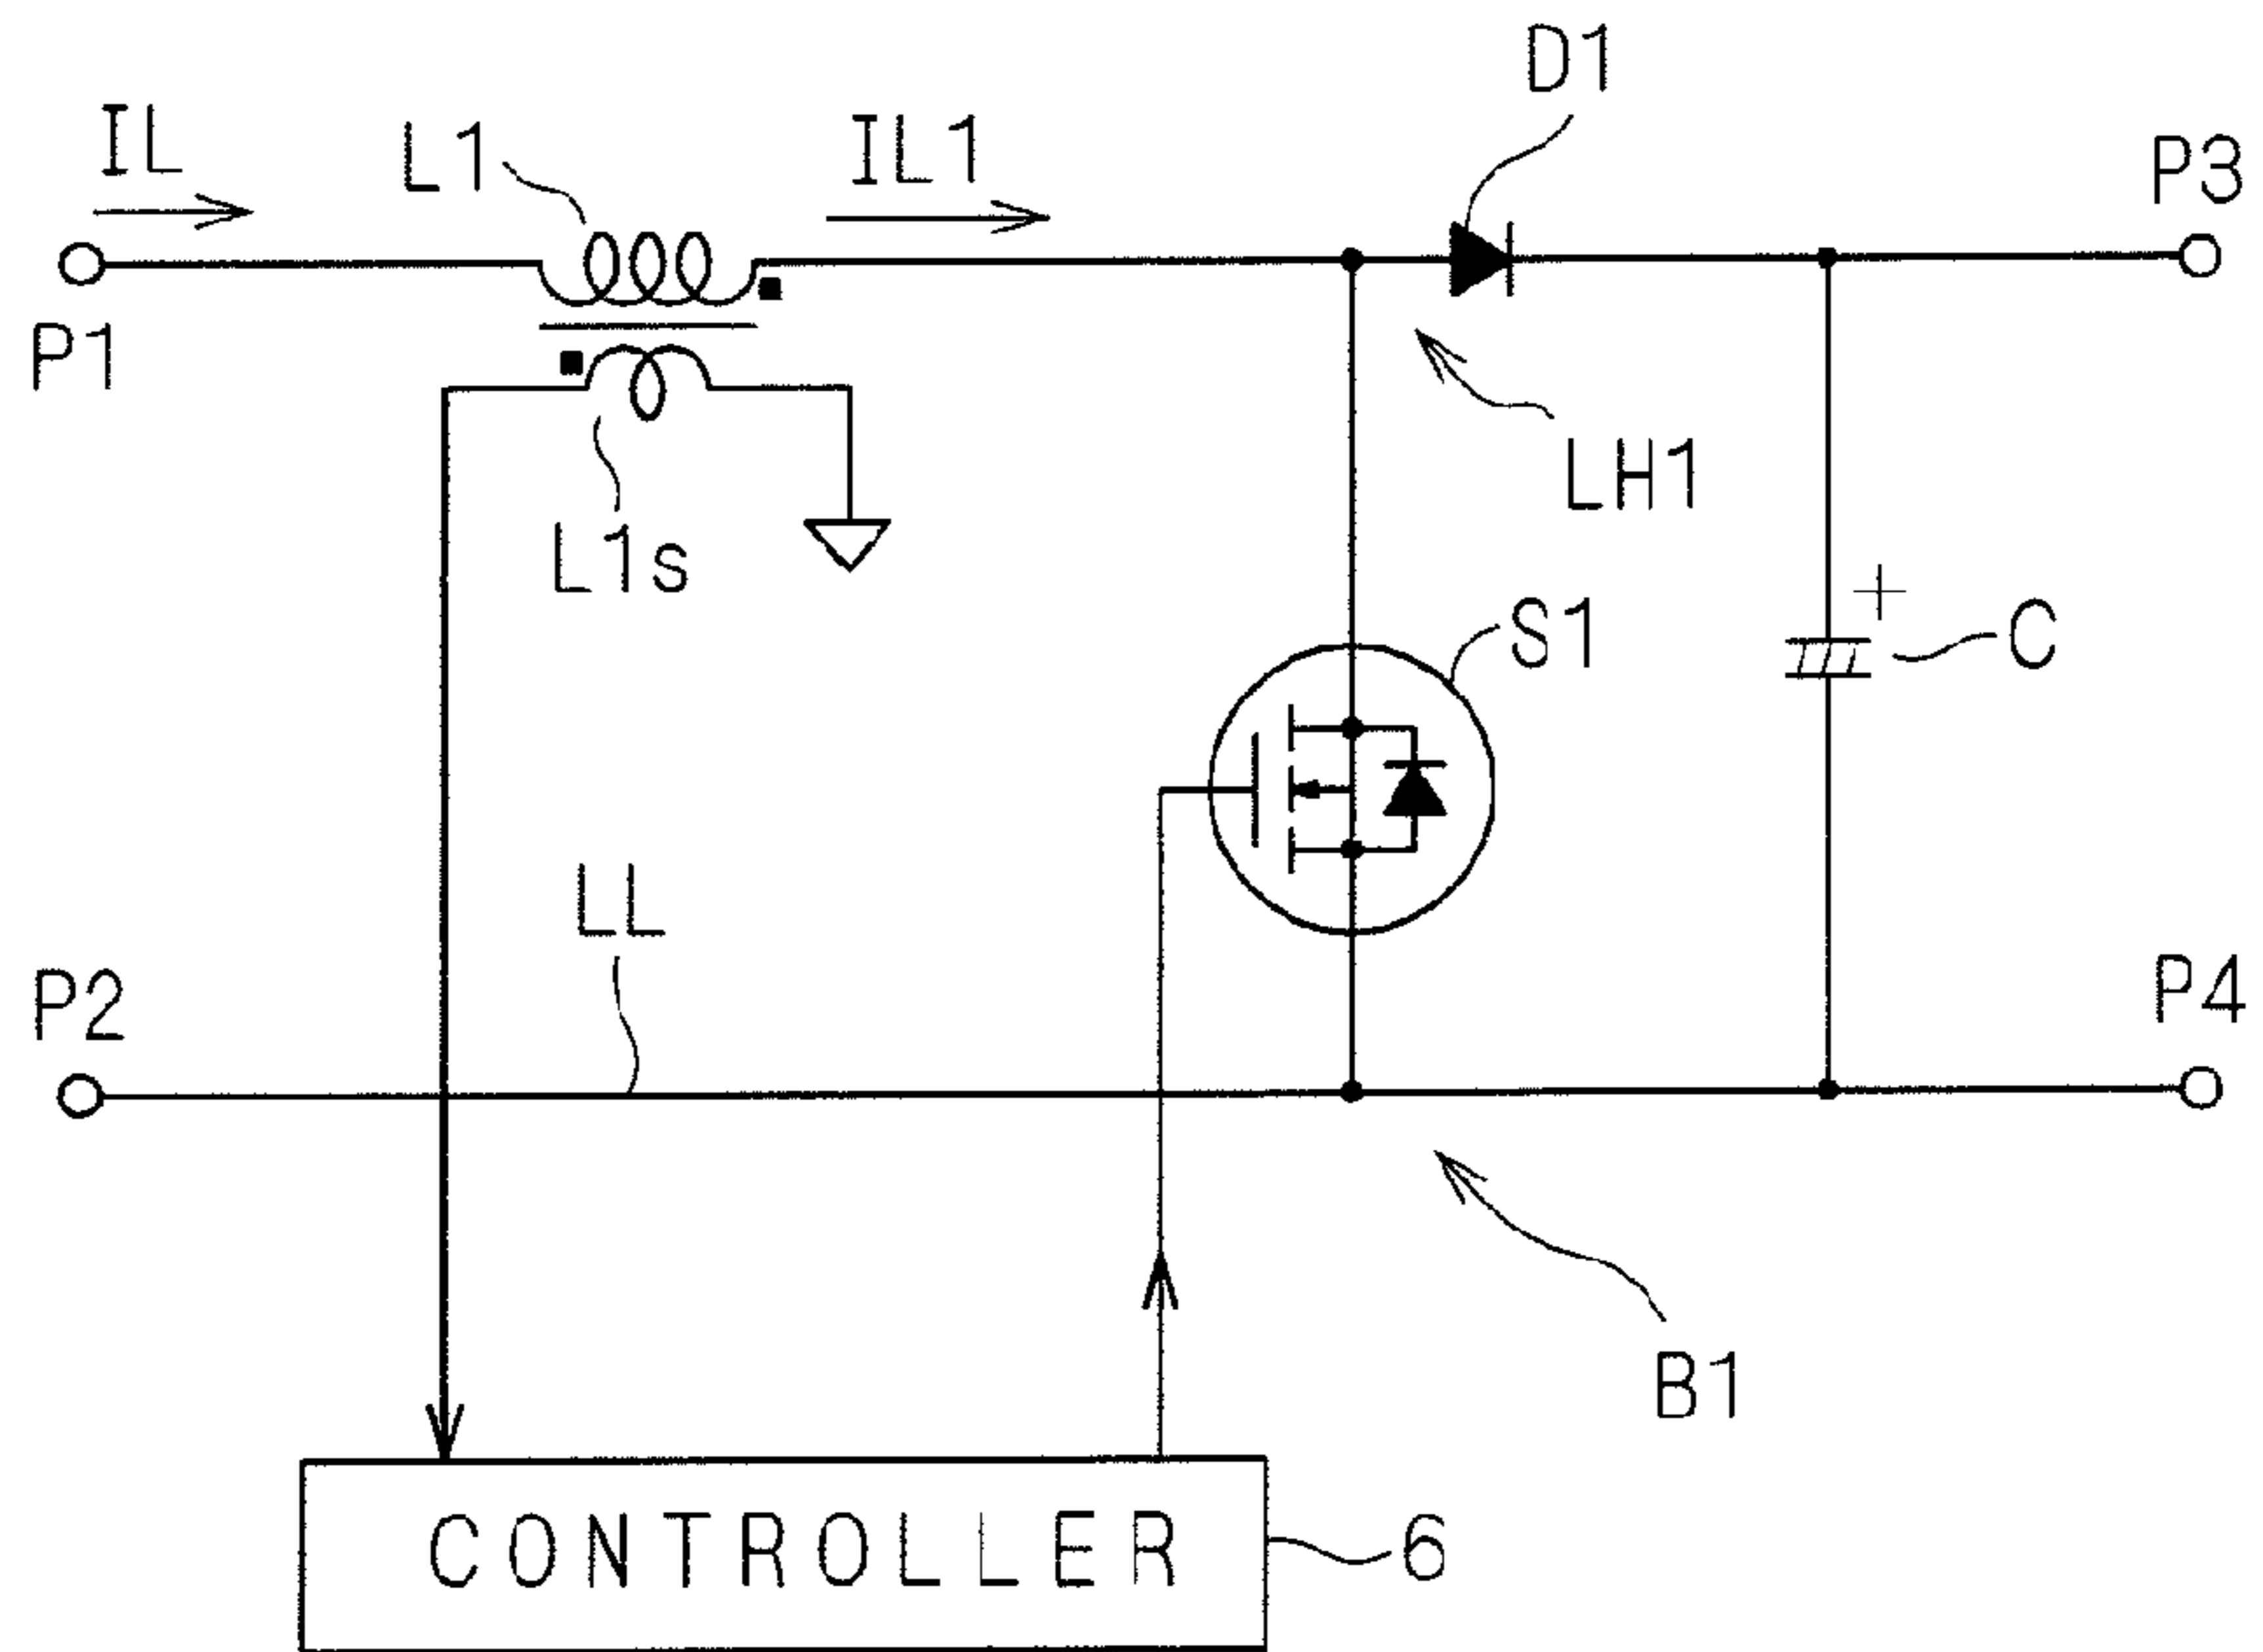 D1
IL
L1
IL1
P3
P1
LH1
L1s
+
S1
C
LL
P2
P4
B1
CONTROLLER
6